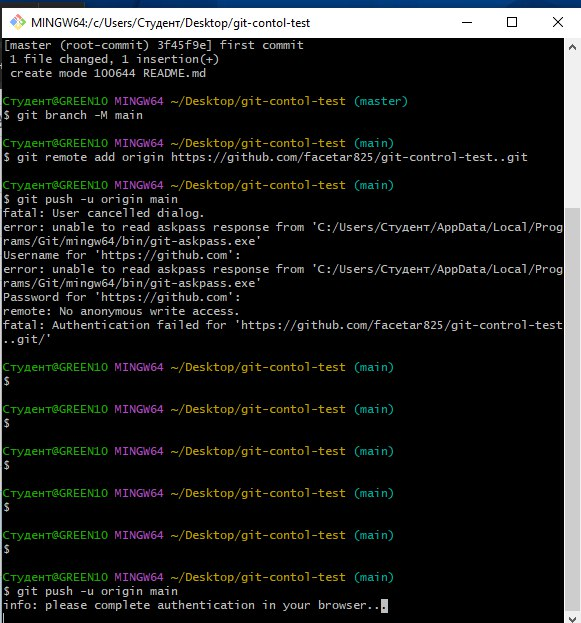 MINGW64:/c/Users/Студент/Desktop/git-contol-test
[master (root-commit) 3f45f9e] first commit
1 file changed, 1 insertion(+)
create mode 100644 README.md
Студент@GREEN10 MINGW64 ~/Desktop/git-contol-test (master)
$ git branch -M main
Студент@GREEN10 MINGW64 ~/Desktop/git-contol-test (main)
$ git remote add origin https://github.com/facetar825/git-control-test..git
Студент@GREEN10 MINGW64 ~/Desktop/git-contol-test (main)
$ git push -u origin main
fatal: User cancelled dialog.
error: unable to read askpass response from 'C:/Users/Студент/AppData/Local/Prog
rams/Git/mingw64/bin/git-askpass.exe'
Username for 'https://github.com':
error: unable to read askpass response from 'C:/Users/Студент/AppData/Local/Prog
rams/Git/mingw64/bin/git-askpass.exe'
Password for 'https://github.com':
remote: No anonymous write access.
fatal: Authentication failed for 'https://github.com/facetar825/git-control-test
..git/'
Студент@GREEN10 MINGW64 ~/Desktop/git-contol-test (main)
$
Студент@GREEN10 MINGW64 ~/Desktop/git-contol-test (main)
$
Студент@GREEN10 MINGW64 ~/Desktop/git-contol-test (main)
$
Студент@GREEN10 MINGW64 ~/Desktop/git-contol-test (main)
$
Студент@GREEN10 MINGW64 ~/Desktop/git-contol-test (main)
$
Студент@GREEN10 MINGW64 ~/Desktop/git-contol-test (main)
$ git push -u origin main
info: please complete authentication in your browser...